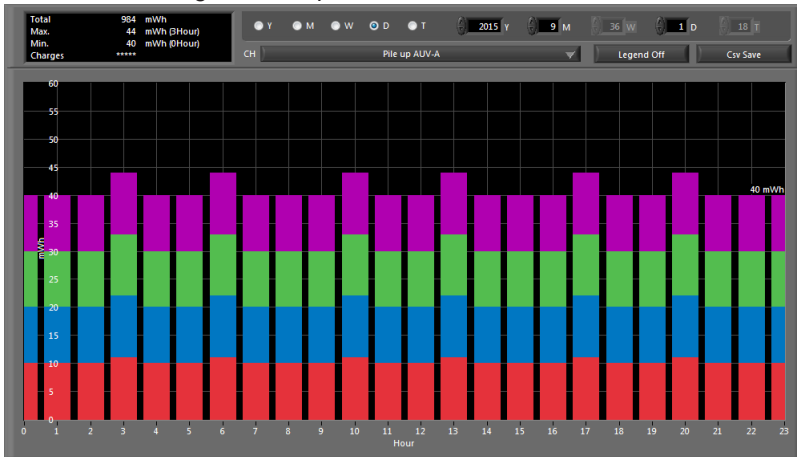 Total 984 mWh
Max. 44 mWh (3Hour)
Min. 40 mWh (0Hour)
Charges *****
Y M W D T 2015 Y 9 M 36 W 1 D 18 T
CH Pile up AUV-A Legend Off Csv Save
60
55
50
45
40
35
30
25
20
15
10
5
0
mWh
40 mWh
0 1 2 3 4 5 6 7 8 9 10 11 12 13 14 15 16 17 18 19 20 21 22 23
Hour